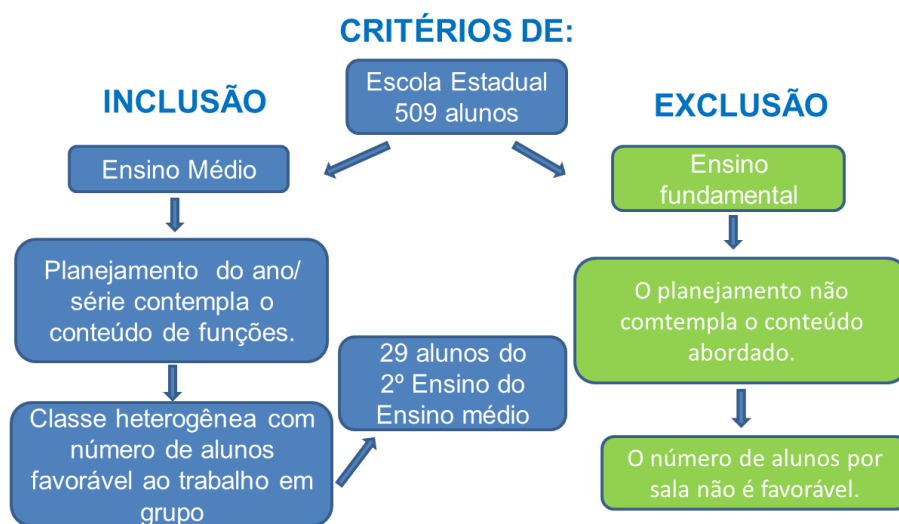 CRITÉRIOS DE:
Escola Estadual
509 alunos
INCLUSÃO
Ensino Médio
Planejamento do ano/
série contempla o
conteúdo de funções.
Classe heterogênea com
número de alunos
favorável ao trabalho em
grupo
29 alunos do
2º Ensino do
Ensino médio
EXCLUSÃO
Ensino
fundamental
O planejamento não
comtempla o conteúdo
abordado.
O número de alunos por
sala não é favorável.